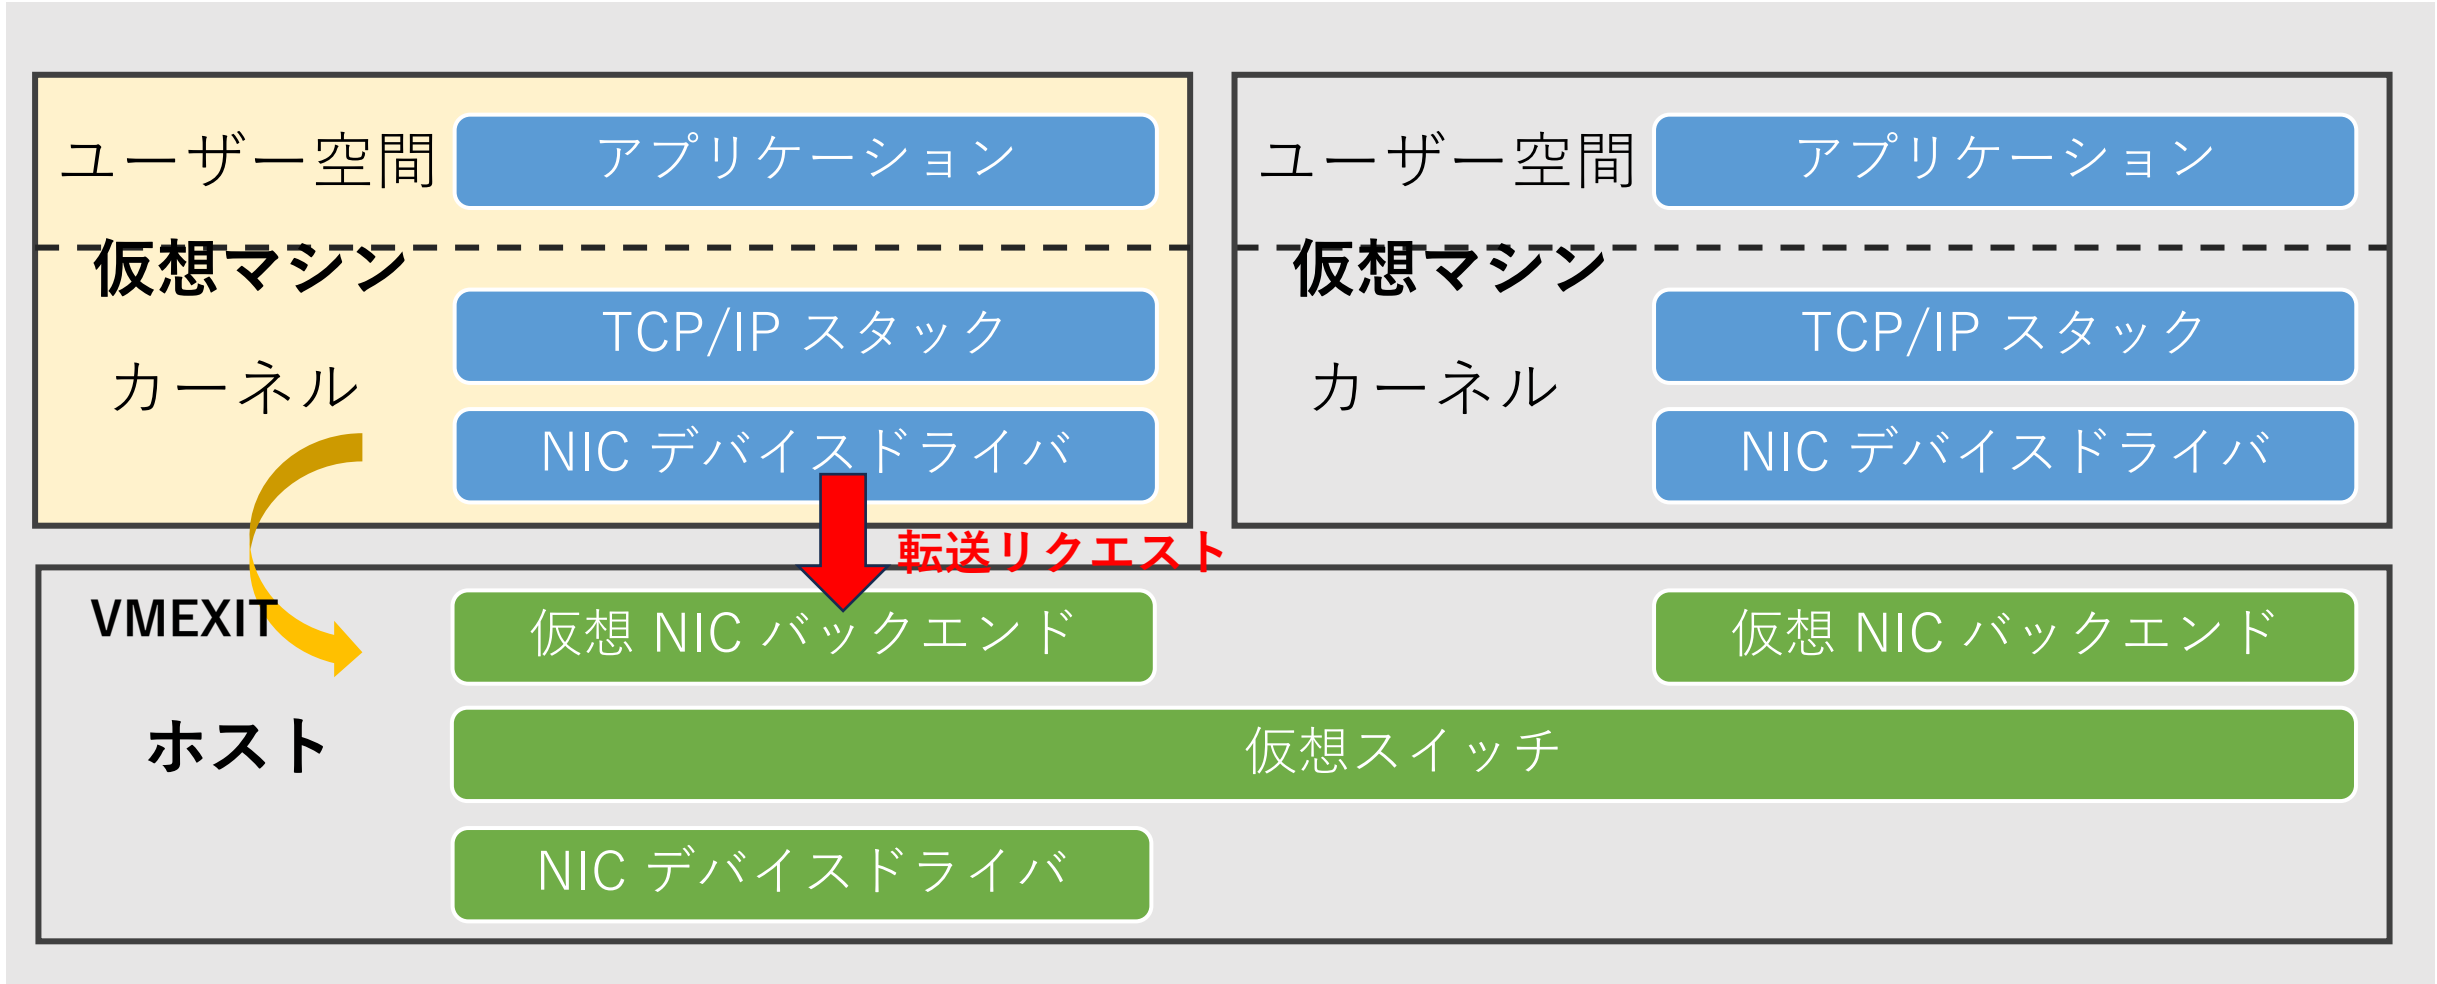 ユーザー空間
アプリケーション
仮想マシン
TCP/IP スタック
カーネル
NIC デバイスドライバ
ユーザー空間
アプリケーション
仮想マシン
TCP/IP スタック
カーネル
NIC デバイスドライバ
転送リクエスト
VMEXIT
仮想 NIC バックエンド
仮想 NIC バックエンド
ホスト
仮想スイッチ
NIC デバイスドライバ